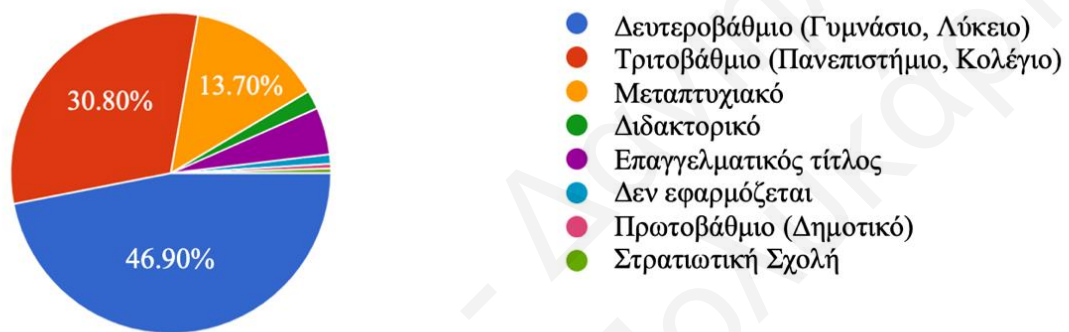 Δευτεροβάθμιο (Γυμνάσιο, Λύκειο)
Τριτοβάθμιο (Πανεπιστήμιο, Κολέγιο)
Μεταπτυχιακό
Διδακτορικό
Επαγγελματικός τίτλος
Δεν εφαρμόζεται
Πρωτοβάθμιο (Δημοτικό)
Στρατιωτική Σχολή
13.70%
30.80%
46.90%